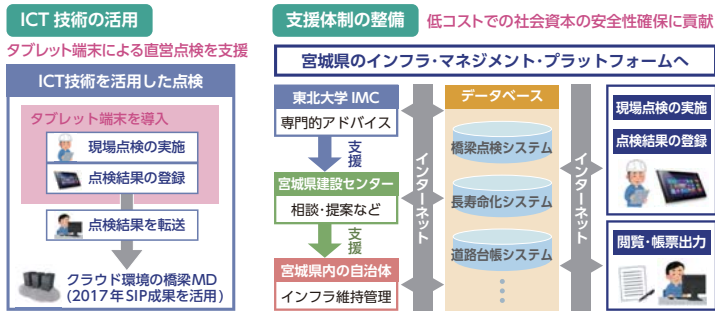 ICT 技術の活用
タブレット端末による直営点検を支援
ICT技術を活用した点検
タブレット端末を導入
現場点検の実施
点検結果の登録
点検結果を転送
クラウド環境の橋梁MD
(2017年SIP成果を活用)
支援体制の整備
低コストでの社会資本の安全性確保に貢献
宮城県のインフラ・マネジメント・プラットフォームへ
東北大学 IMC
専門的アドバイス
支援
宮城県建設センター
相談・提案など
支援
宮城県内の自治体
インフラ維持管理
インターネット
データベース
橋梁点検システム
長寿命化システム
道路台帳システム
インターネット
現場点検の実施
点検結果の登録
閲覧・帳票出力